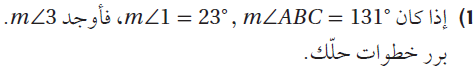 1) إذا كان m∠1 = 23° , m∠ABC = 131°، فأوجد m∠3.
برر خطوات حلّك.